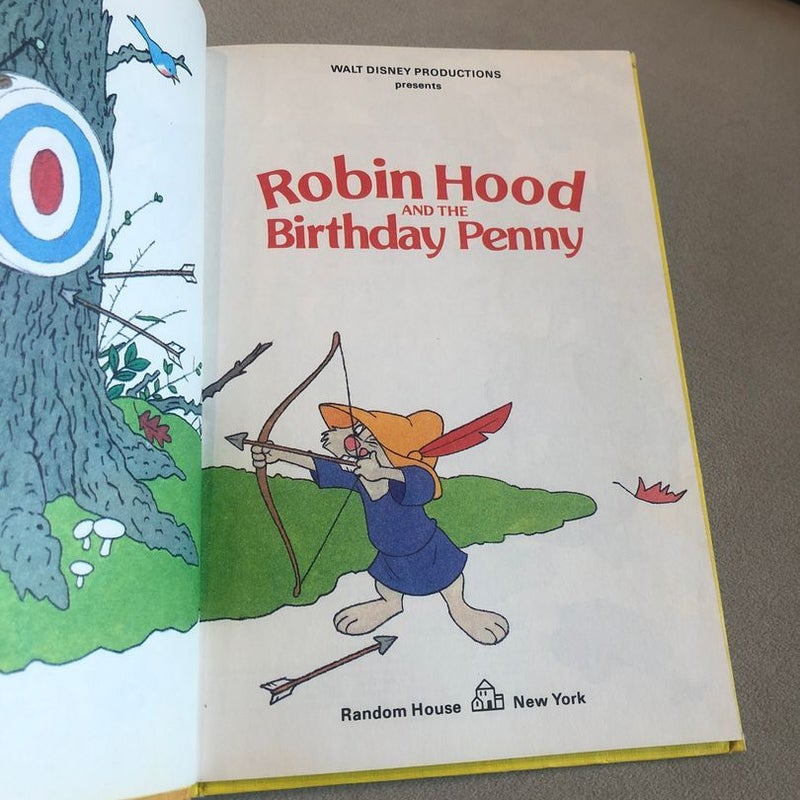 WALT DISNEY PRODUCTIONS
presents
Robin Hood
AND THE
Birthday Penny
Random House New York